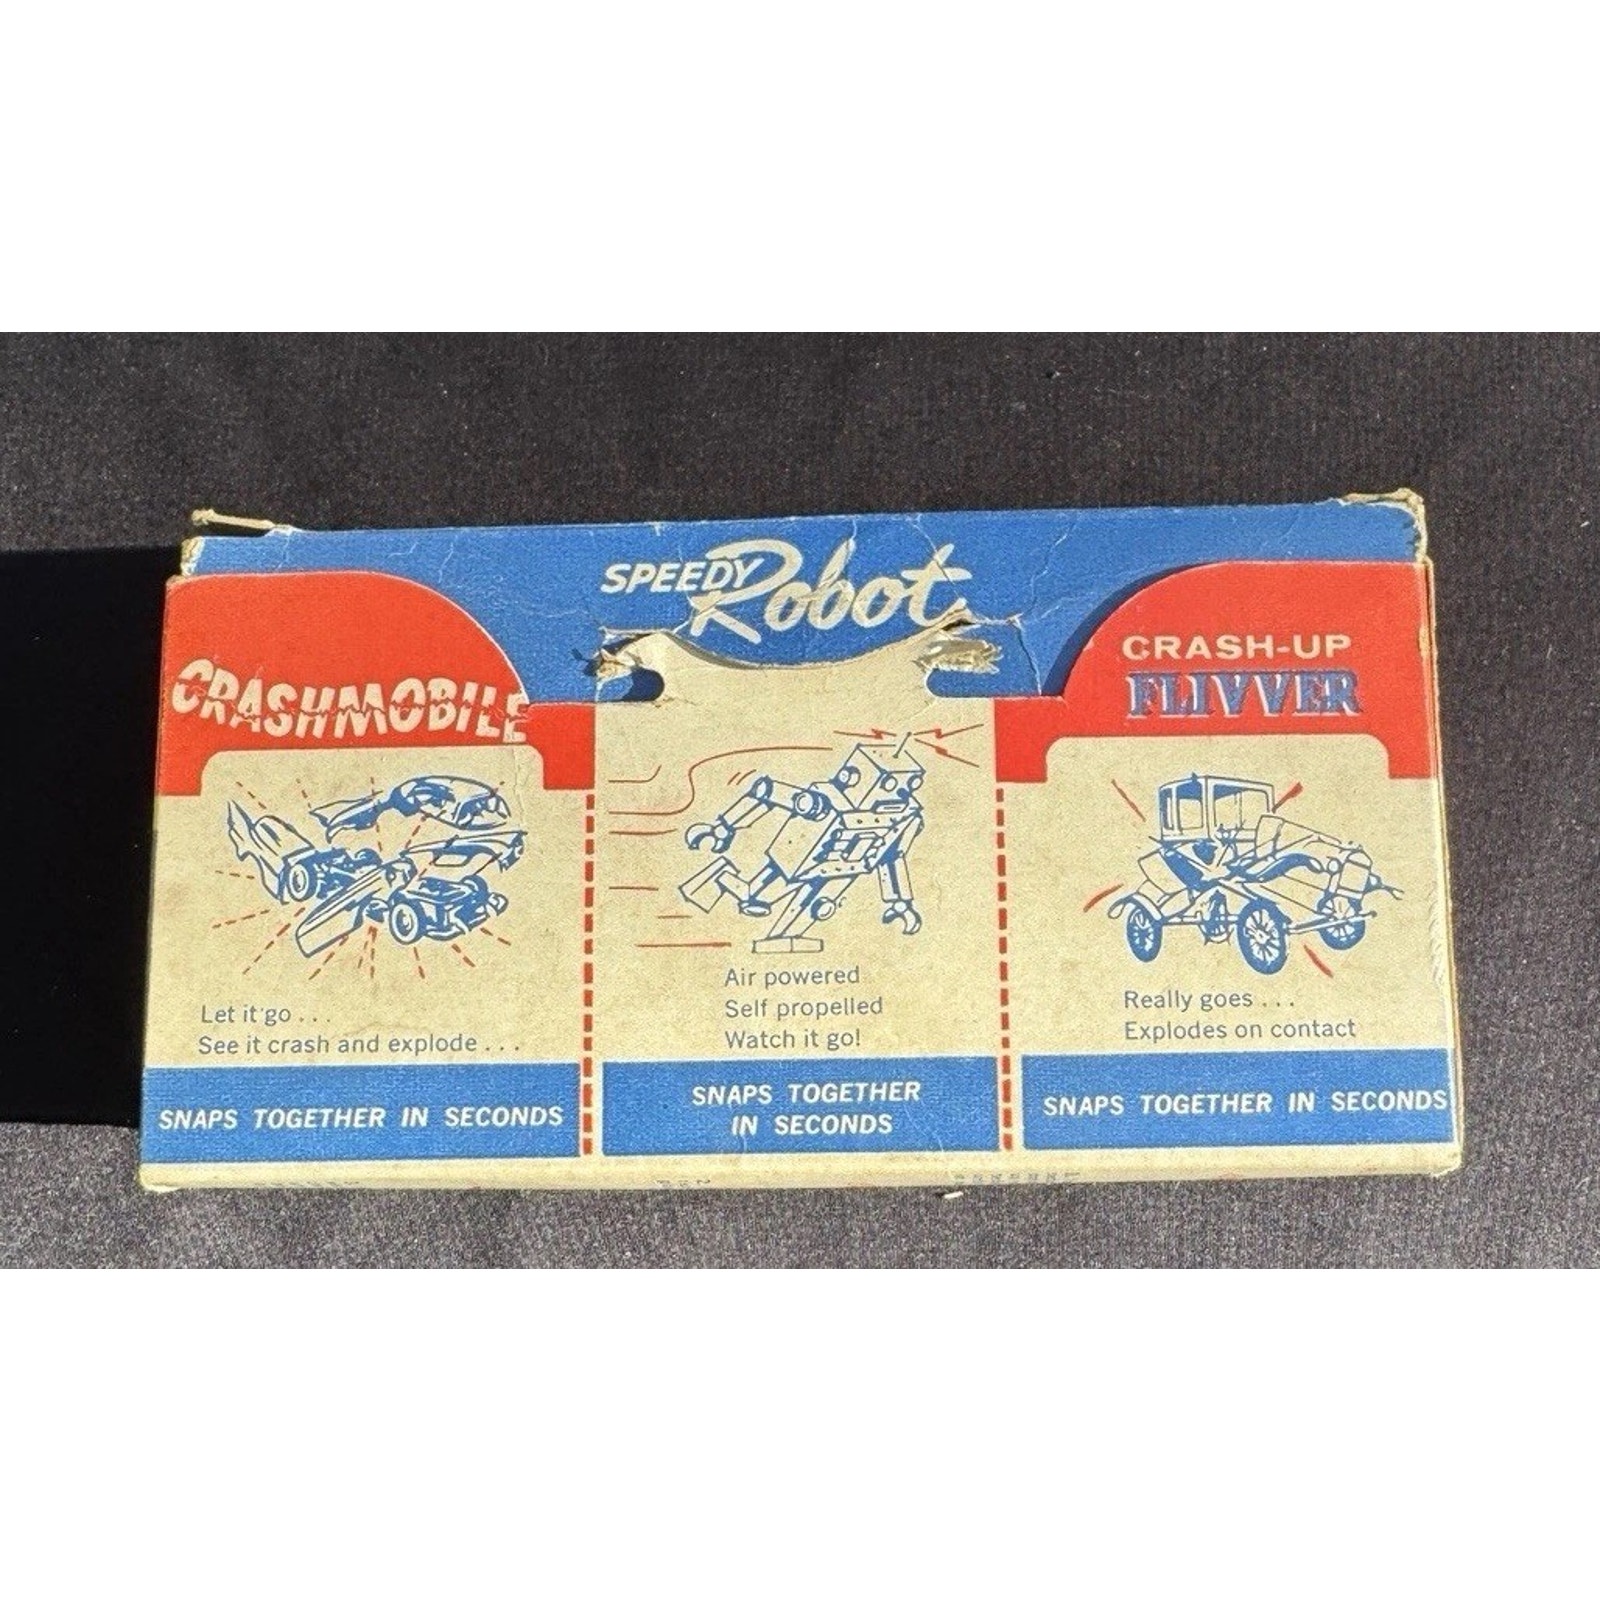 SPEEDY Robot
CRASHMOBILE
Let it go...
See it crash and explode...
SNAPS TOGETHER IN SECONDS
Air powered
Self propelled
Watch it go!
SNAPS TOGETHER
IN SECONDS
CRASH-UP
FLIVVER
Really goes...
Explodes on contact
SNAPS TOGETHER IN SECONDS